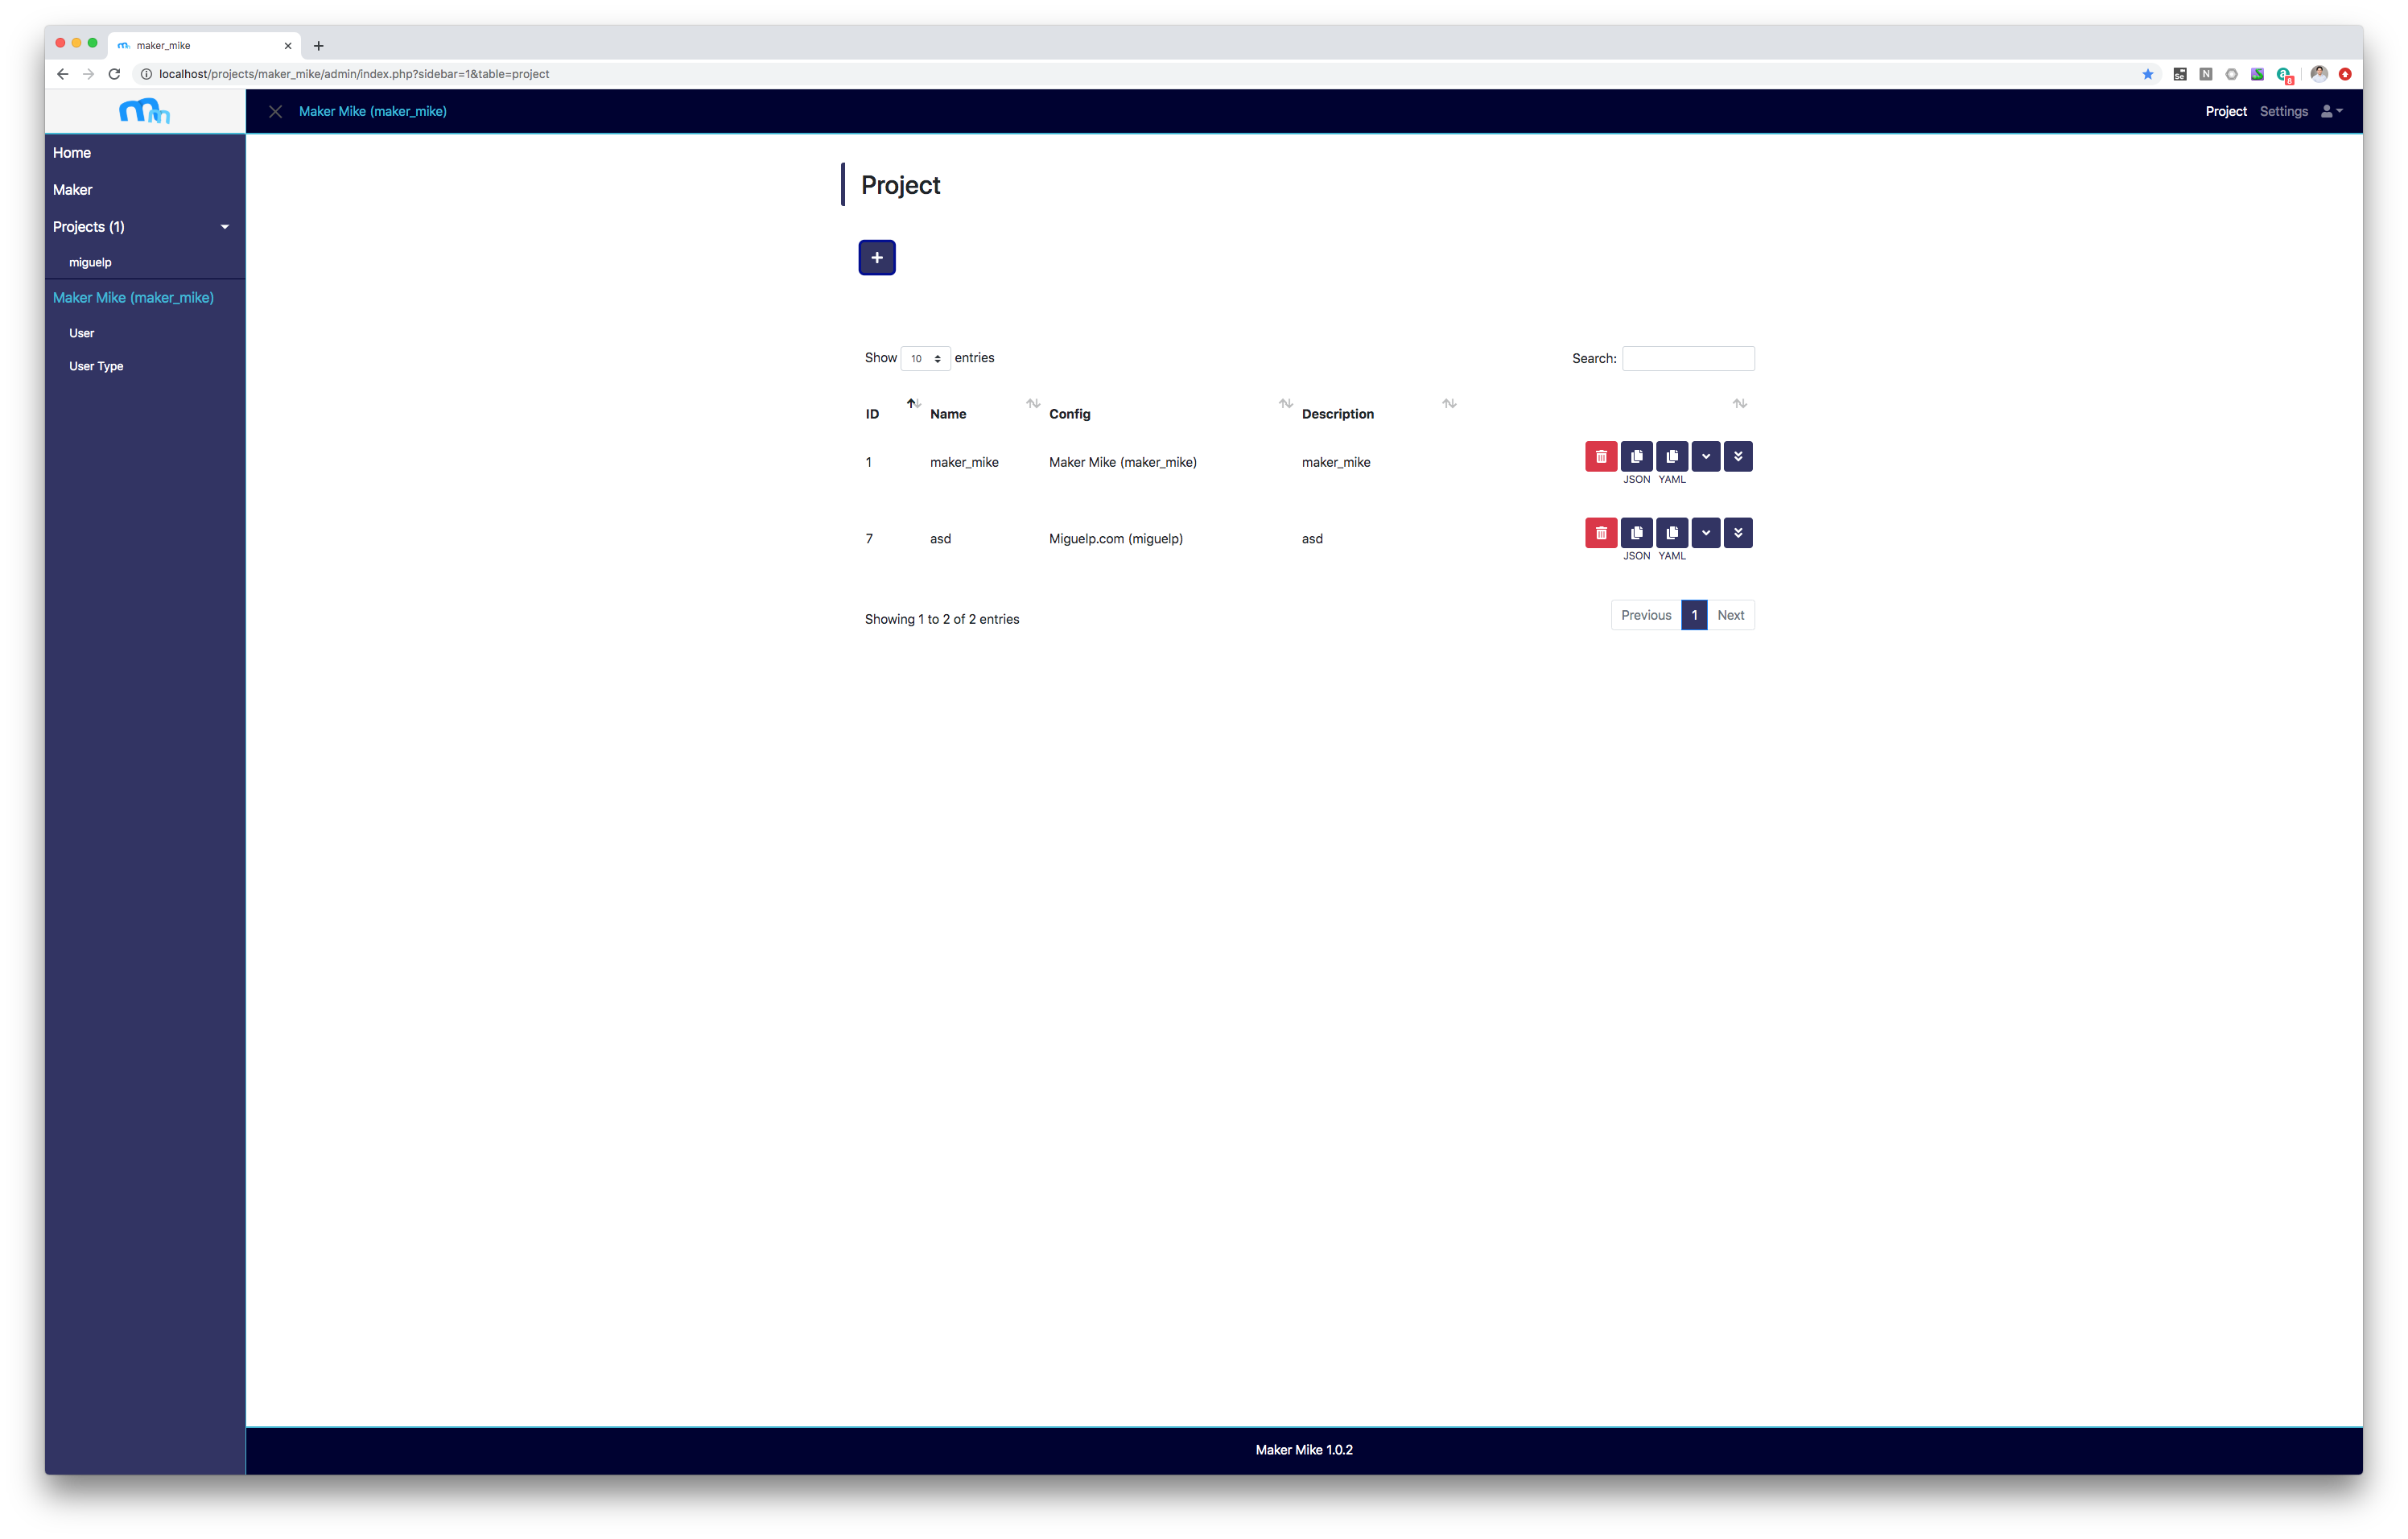 maker_mike
localhost/projects/maker_mike/admin/index.php?sidebar=1&table=project
Se
N
8
Maker Mike (maker_mike)
Project
Settings
Home
Maker
Projects (1)
miguelp
Maker Mike (maker_mike)
User
User Type
Project
+
Show 10 entries
Search:
ID Name Config Description
1 maker_mike Maker Mike (maker_mike) maker_mike
JSON YAML
7 asd Miguelp.com (miguelp) asd
JSON YAML
Showing 1 to 2 of 2 entries
Previous 1 Next
Maker Mike 1.0.2